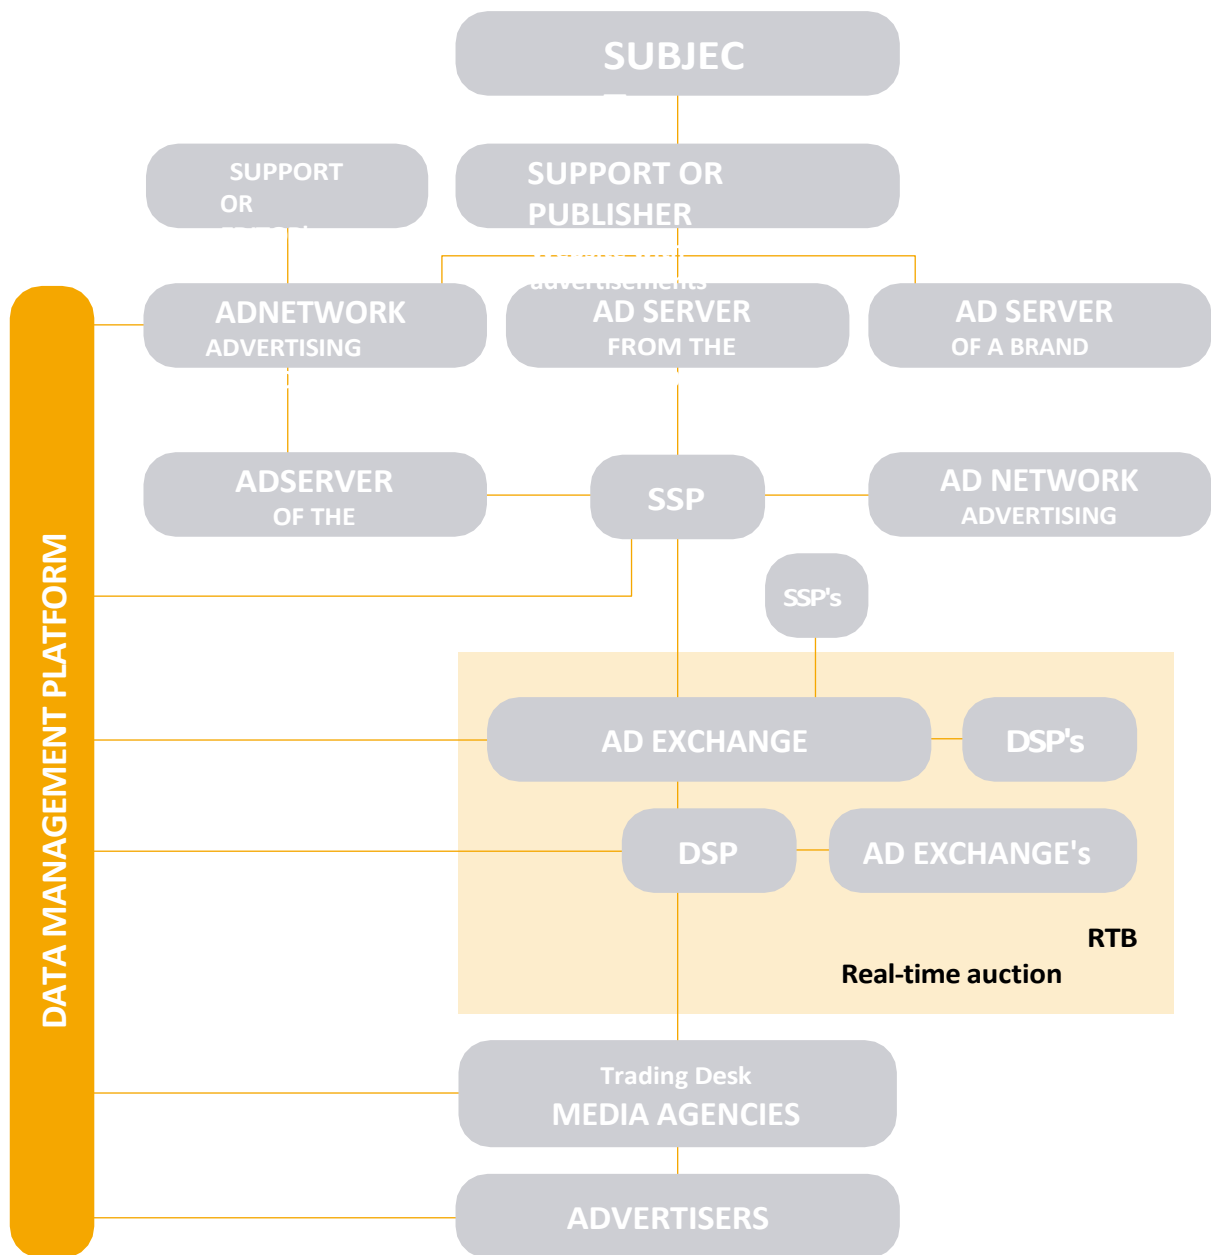 SUBJEC
SUPPORT
OR
SUPPORT OR
PUBLISHER
advertisements
ADNETWORK
ADVERTISING
AD SERVER
FROM THE
AD SERVER
OF A BRAND
ADSERVER
OF THE
SSP
AD NETWORK
ADVERTISING
SSP's
DATA MANAGEMENT PLATFORM
AD EXCHANGE
DSP's
DSP
AD EXCHANGE's
RTB
Real-time auction
Trading Desk
MEDIA AGENCIES
ADVERTISERS